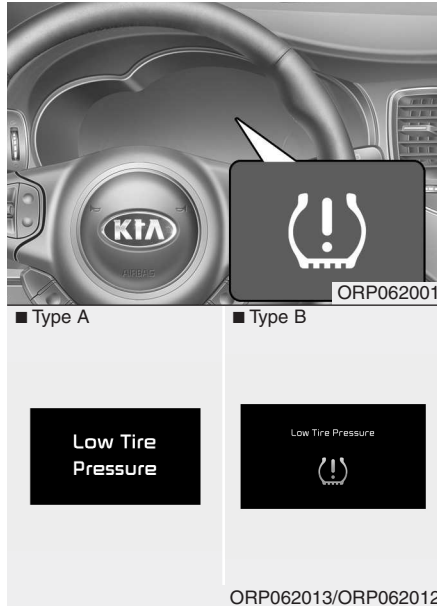 KIA
AIRBAG
ORP062001
■ Type A
■ Type B
Low Tire
Pressure
Low Tire Pressure
ORP062013/ORP062012